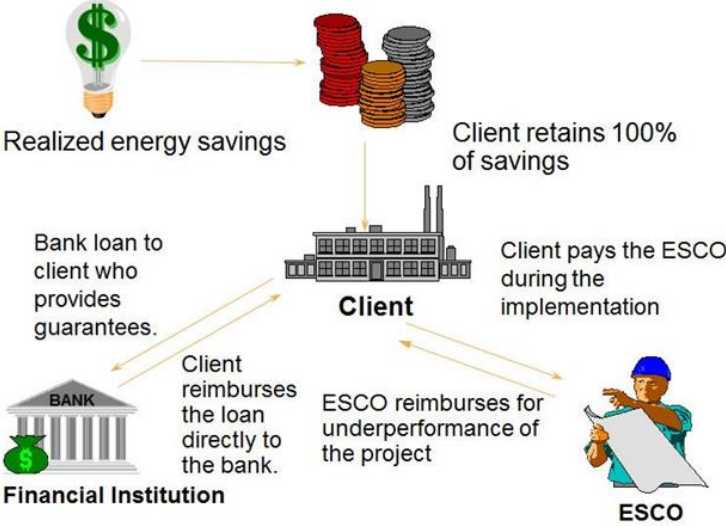 $
Realized energy savings
Client retains 100%
of savings
Bank loan to
client who
provides
guarantees.
Client pays the ESCO
during the
implementation
Client
Client
reimburses
the loan
directly to
the bank.
ESCO reimburses for
underperformance of
the project
BANK
$
Financial Institution
ESCO